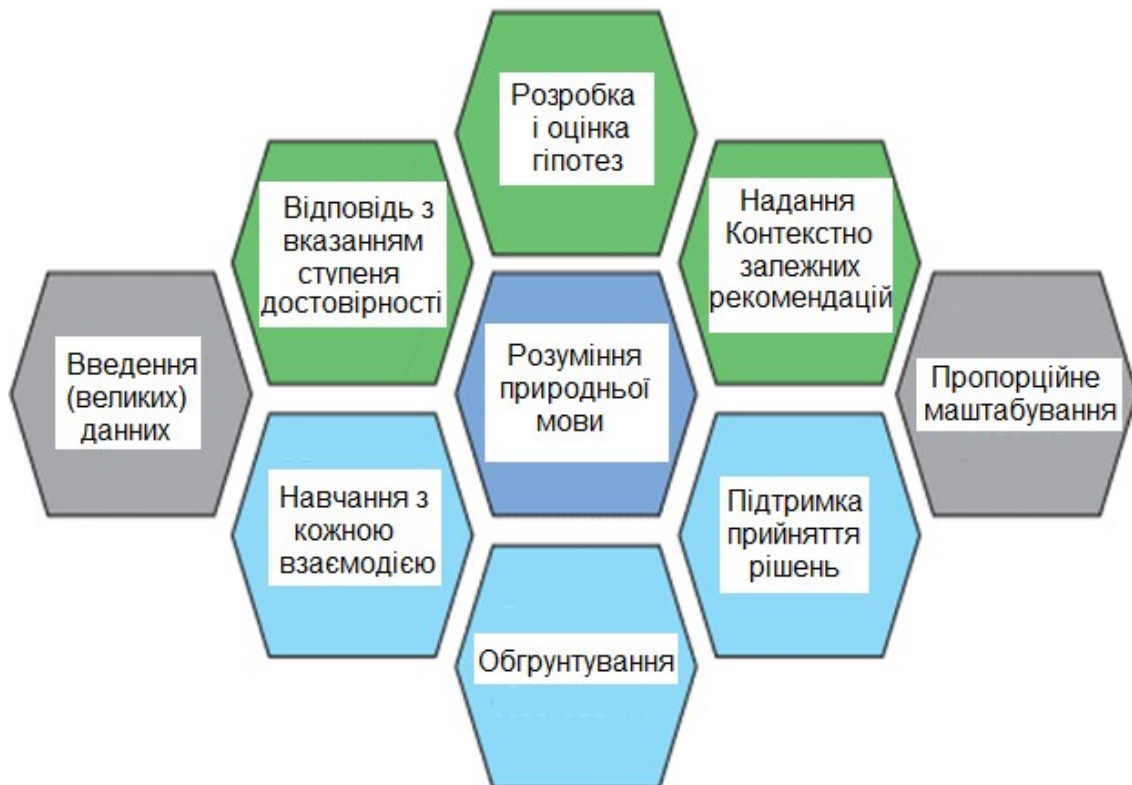 Розробка
і оцінка
гіпотез
Відповідь з
вказанням
ступеня
достовірності
Надання
Контекстно
залежних
рекомендацій
Введення
(великих)
данних
Розуміння
природньої
мови
Пропорційне
маштабування
Навчання з
кожною
взаємодією
Підтримка
прийняття
рішень
Обгрунтування